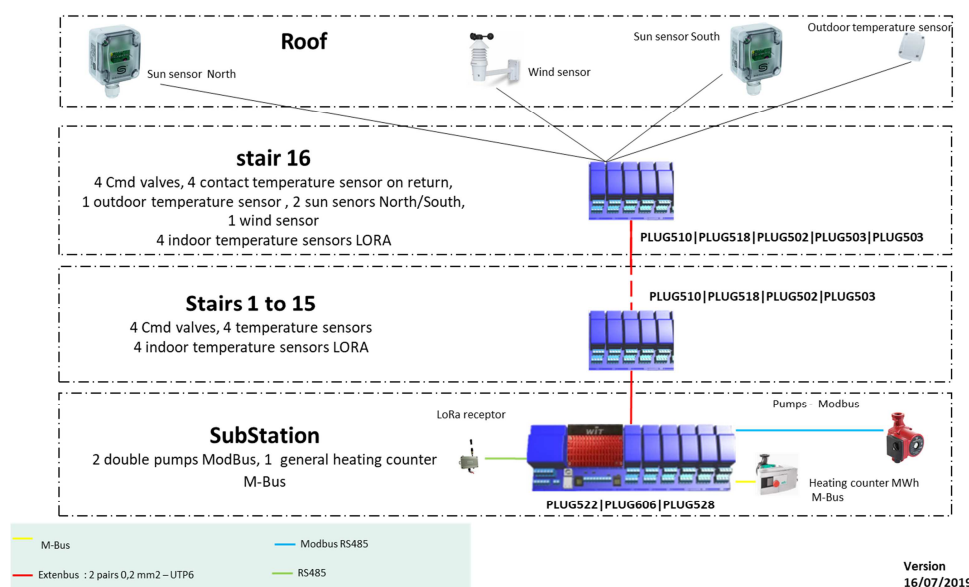 Roof
Sun sensor North
Wind sensor
Sun sensor South
Outdoor temperature sensor
stair 16
4 Cmd valves, 4 contact temperature sensor on return,
1 outdoor temperature sensor , 2 sun senors North/South,
1 wind sensor
4 indoor temperature sensors LORA
PLUG510|PLUG518|PLUG502|PLUG503|PLUG503
Stairs 1 to 15
4 Cmd valves, 4 temperature sensors
4 indoor temperature sensors LORA
PLUG510|PLUG518|PLUG502|PLUG503
SubStation
2 double pumps ModBus, 1 general heating counter
M-Bus
LoRa receptor
WIT
Pumps - Modbus
Heating counter MWh
M-Bus
PLUG522|PLUG606|PLUG528
M-Bus
Modbus RS485
Extenbus : 2 pairs 0,2 mm2 – UTP6
RS485
Version
16/07/2019